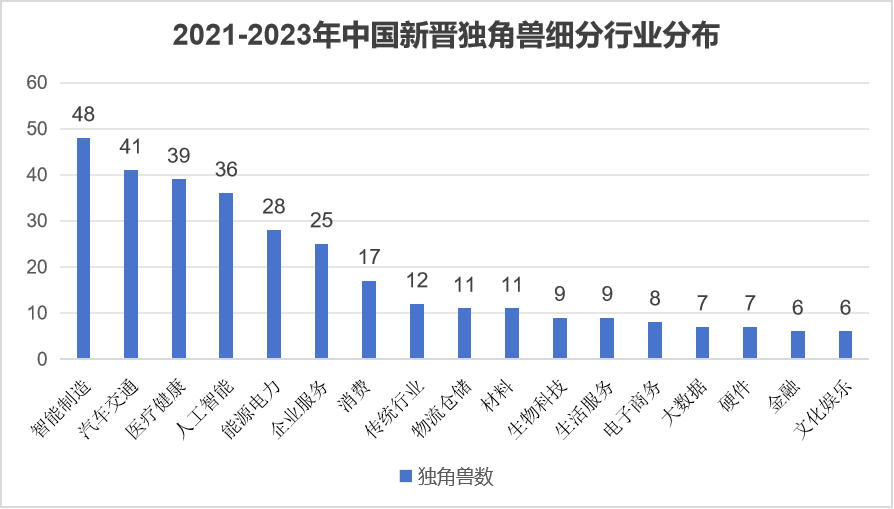 2021-2023年中国新晋独角兽细分行业分布
60
50
40
30
20
10
0
48
41
39
36
28
25
17
12
11
11
9
9
8
7
7
6
6
智能制造
汽车交通
医疗健康
人工智能
能源电力
企业服务
消费
传统行业
物流仓储
材料
生物科技
生活服务
电子商务
大数据
硬件
金融
文化娱乐
独角兽数